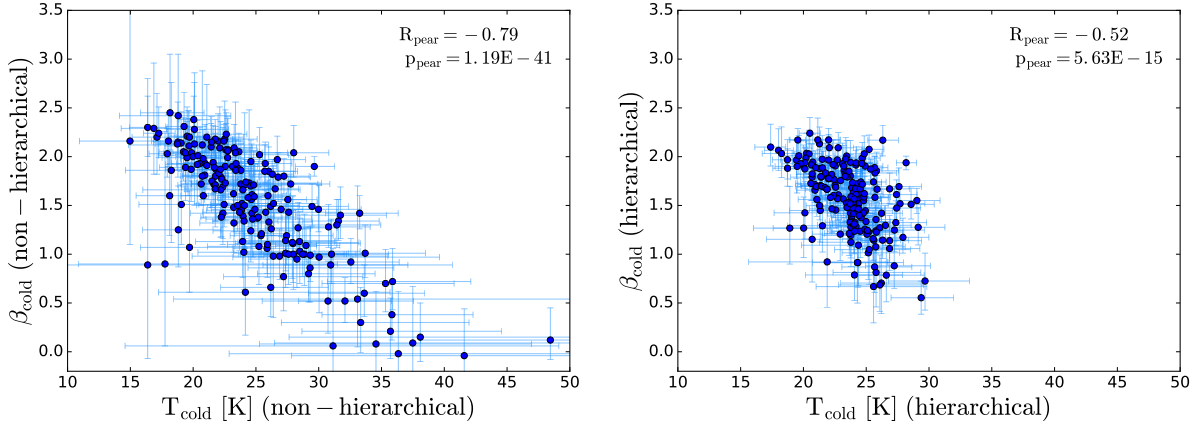 R_pear = −0.79
p_pear = 1.19E − 41
3.5
3.0
2.5
2.0
1.5
1.0
0.5
0.0
β_cold (non − hierarchical)
10 15 20 25 30 35 40 45 50
T_cold [K] (non − hierarchical)
R_pear = −0.52
p_pear = 5.63E − 15
3.5
3.0
2.5
2.0
1.5
1.0
0.5
0.0
β_cold (hierarchical)
10 15 20 25 30 35 40 45 50
T_cold [K] (hierarchical)